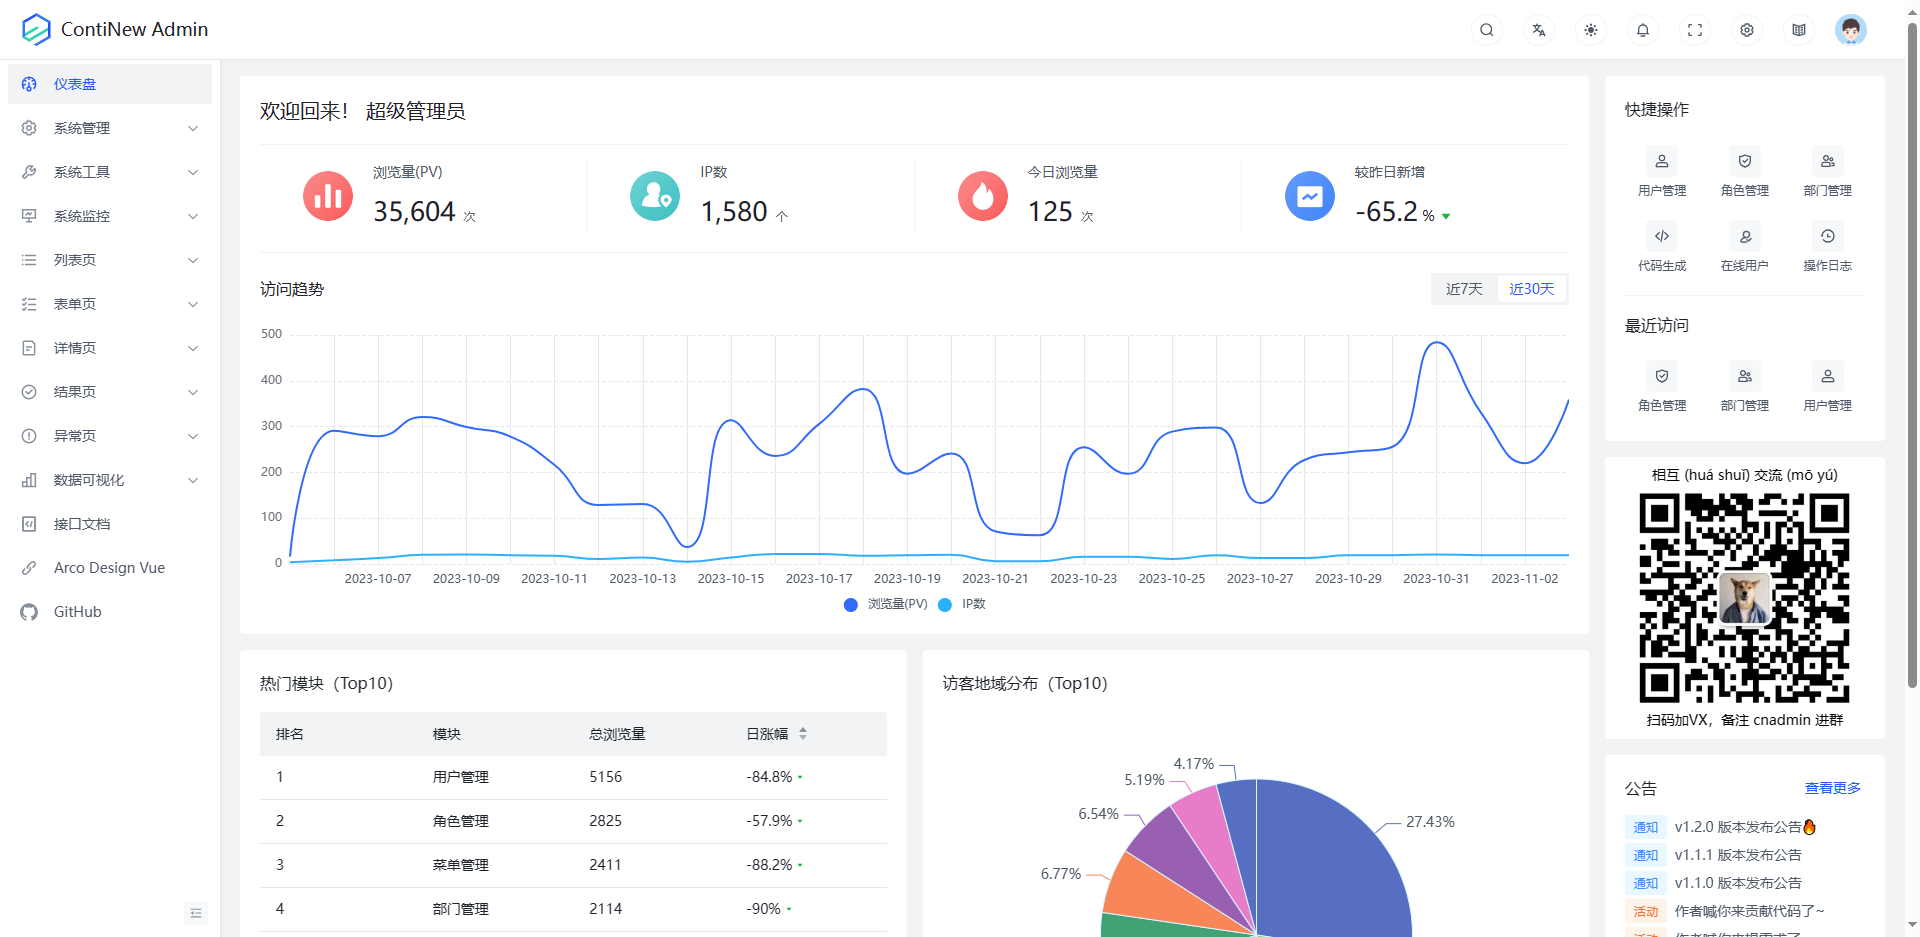 ContiNew Admin
仪表盘
系统管理
系统工具
系统监控
列表页
表单页
详情页
结果页
异常页
数据可视化
接口文档
Arco Design Vue
GitHub
欢迎回来！ 超级管理员
浏览量(PV)
35,604 次
IP数
1,580 个
今日浏览量
125 次
较昨日新增
-65.2 %
访问趋势
近7天 近30天
500
400
300
200
100
0
2023-10-07 2023-10-09 2023-10-11 2023-10-13 2023-10-15 2023-10-17 2023-10-19 2023-10-21 2023-10-23 2023-10-25 2023-10-27 2023-10-29 2023-10-31 2023-11-02
浏览量(PV) IP数
热门模块（Top10）
排名 模块 总浏览量 日涨幅
1 用户管理 5156 -84.8%
2 角色管理 2825 -57.9%
3 菜单管理 2411 -88.2%
4 部门管理 2114 -90%
访客地域分布（Top10）
4.17%
5.19%
6.54%
27.43%
6.77%
快捷操作
用户管理 角色管理 部门管理
代码生成 在线用户 操作日志
最近访问
角色管理 部门管理 用户管理
相互 (huá shuǐ) 交流 (mō yú)
扫码加VX，备注 cnadmin 进群
公告 查看更多
通知 v1.2.0 版本发布公告🔥
通知 v1.1.1 版本发布公告
通知 v1.1.0 版本发布公告
活动 作者喊你来贡献代码了~